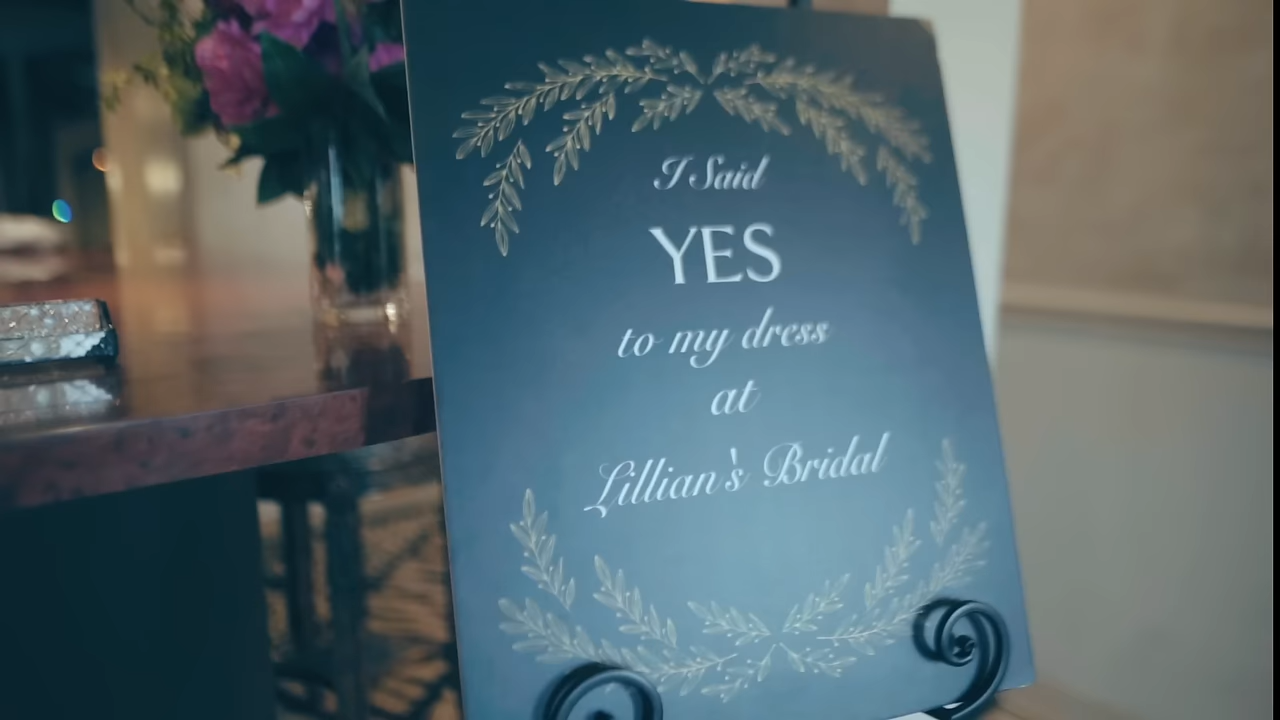 I Said
YES
to my dress
at
Lillian's Bridal